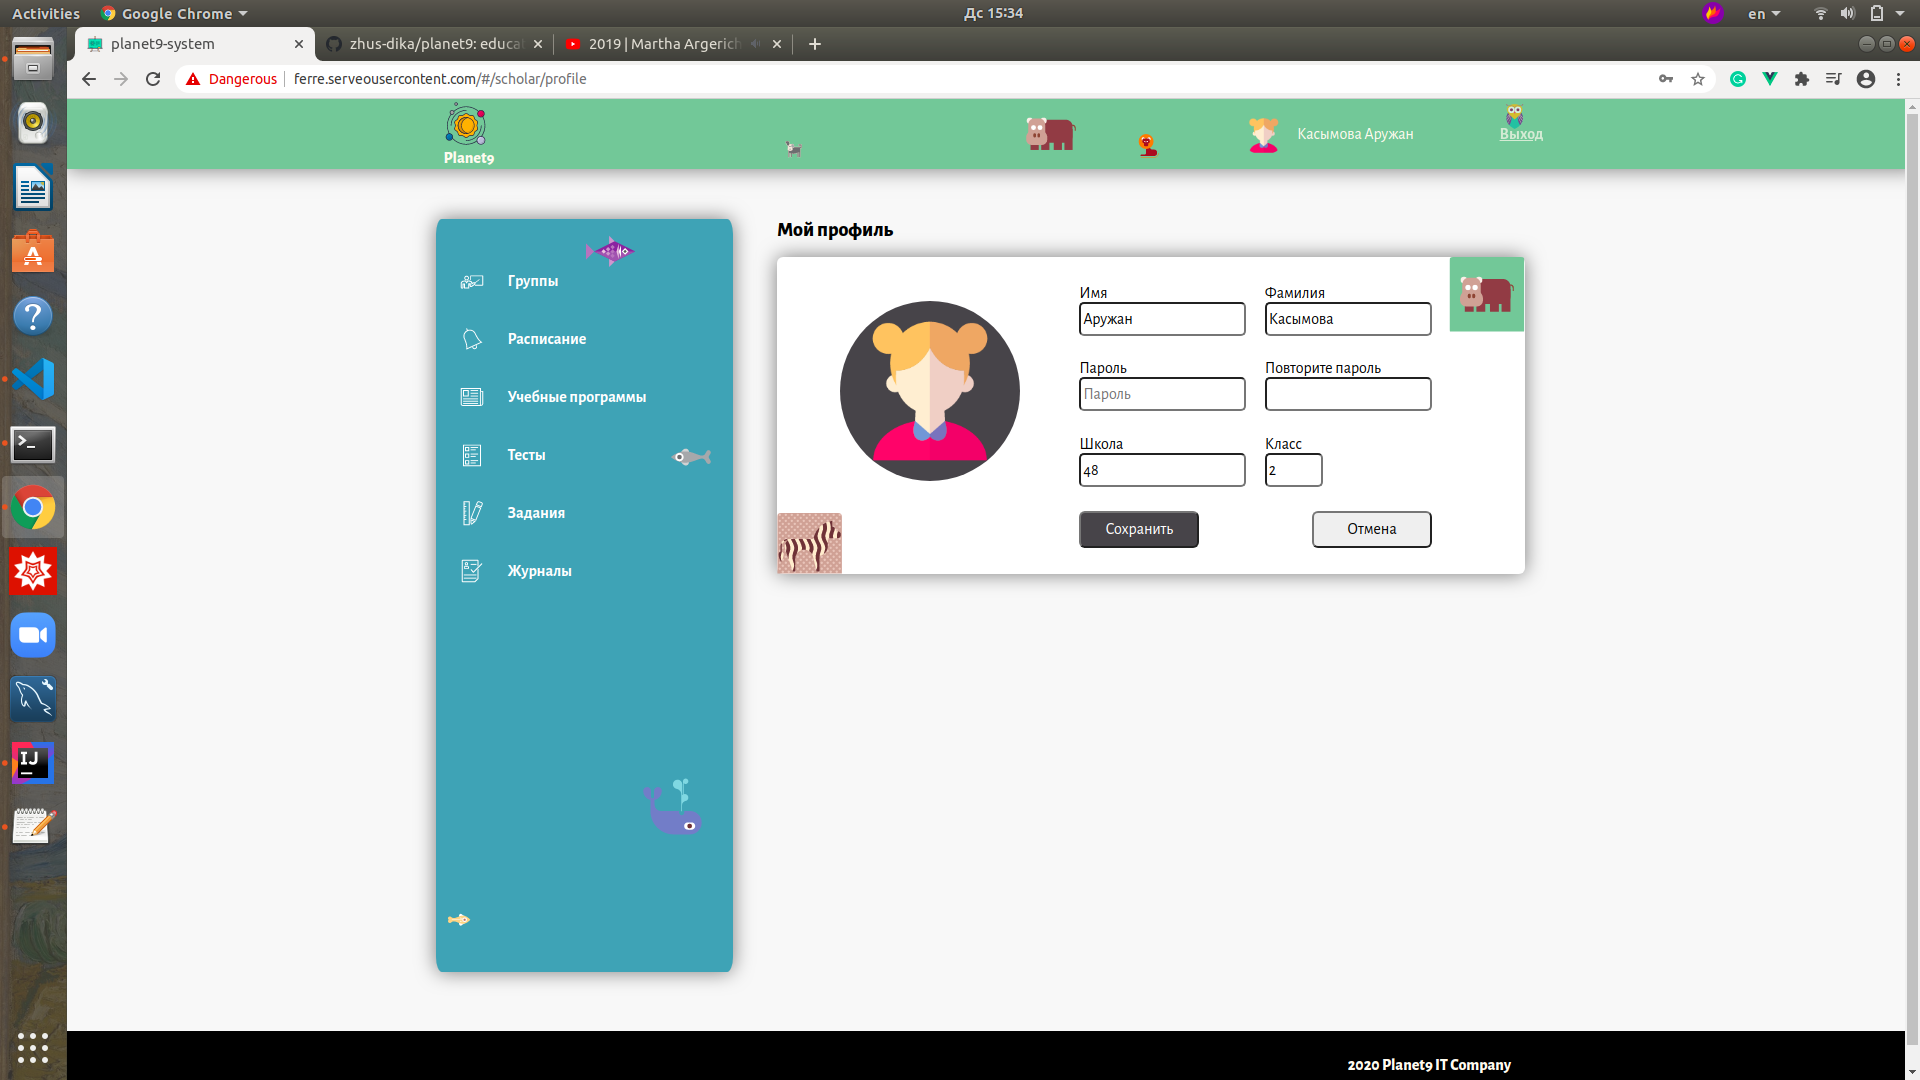 Activities
Google Chrome
Дс 15:34
en
planet9-system
zhus-dika/planet9: educa
2019 | Martha Argerich
Dangerous
ferre.serveousercontent.com/#/scholar/profile
Planet9
Касымова Аружан
Выход
Мой профиль
Группы
Расписание
Учебные программы
Тесты
Задания
Журналы
Имя
Фамилия
Аружан
Касымова
Пароль
Повторите пароль
Пароль
Школа
Класс
48
2
Сохранить
Отмена
2020 Planet9 IT Company